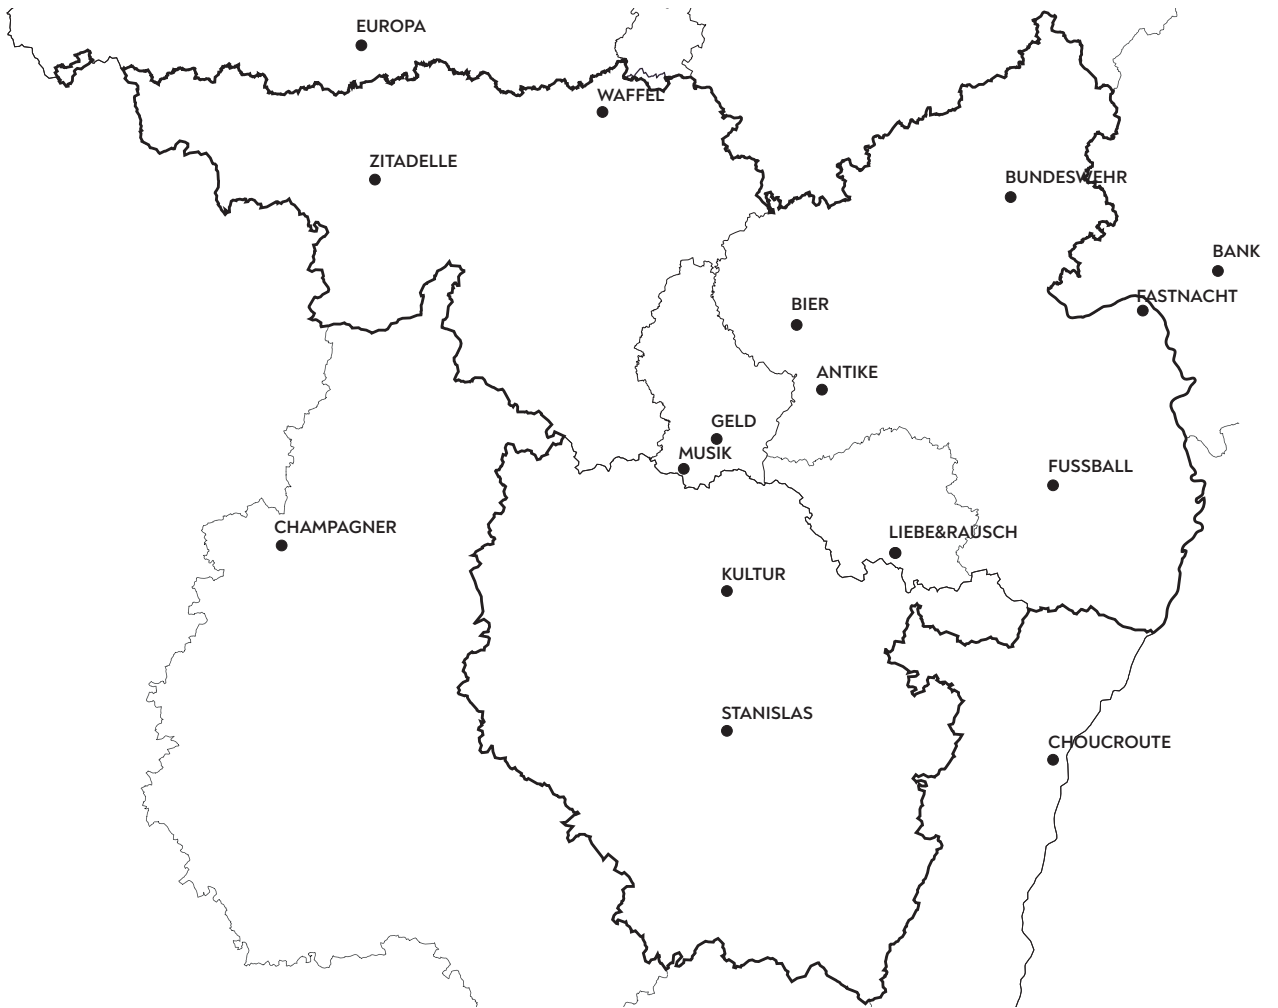 EUROPA
WAFFEL
ZITADELLE
BUNDESWEHR
BANK
FASTNACHT
BIER
ANTIKE
GELD
MUSIK
FUSSBALL
CHAMPAGNER
LIEBE&RAUSCH
KULTUR
STANISLAS
CHOUCROUTE